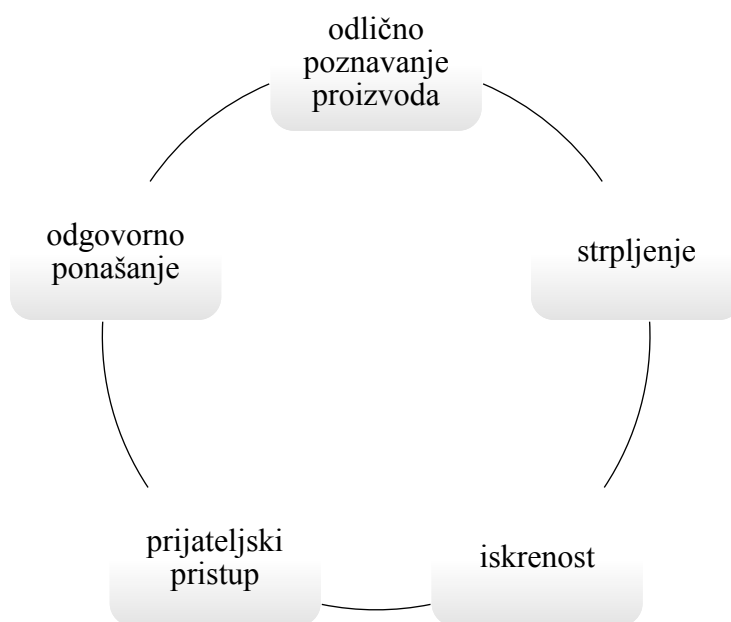 odlično
poznavanje
proizvoda
strpljenje
iskrenost
prijateljski
pristup
odgovorno
ponašanje